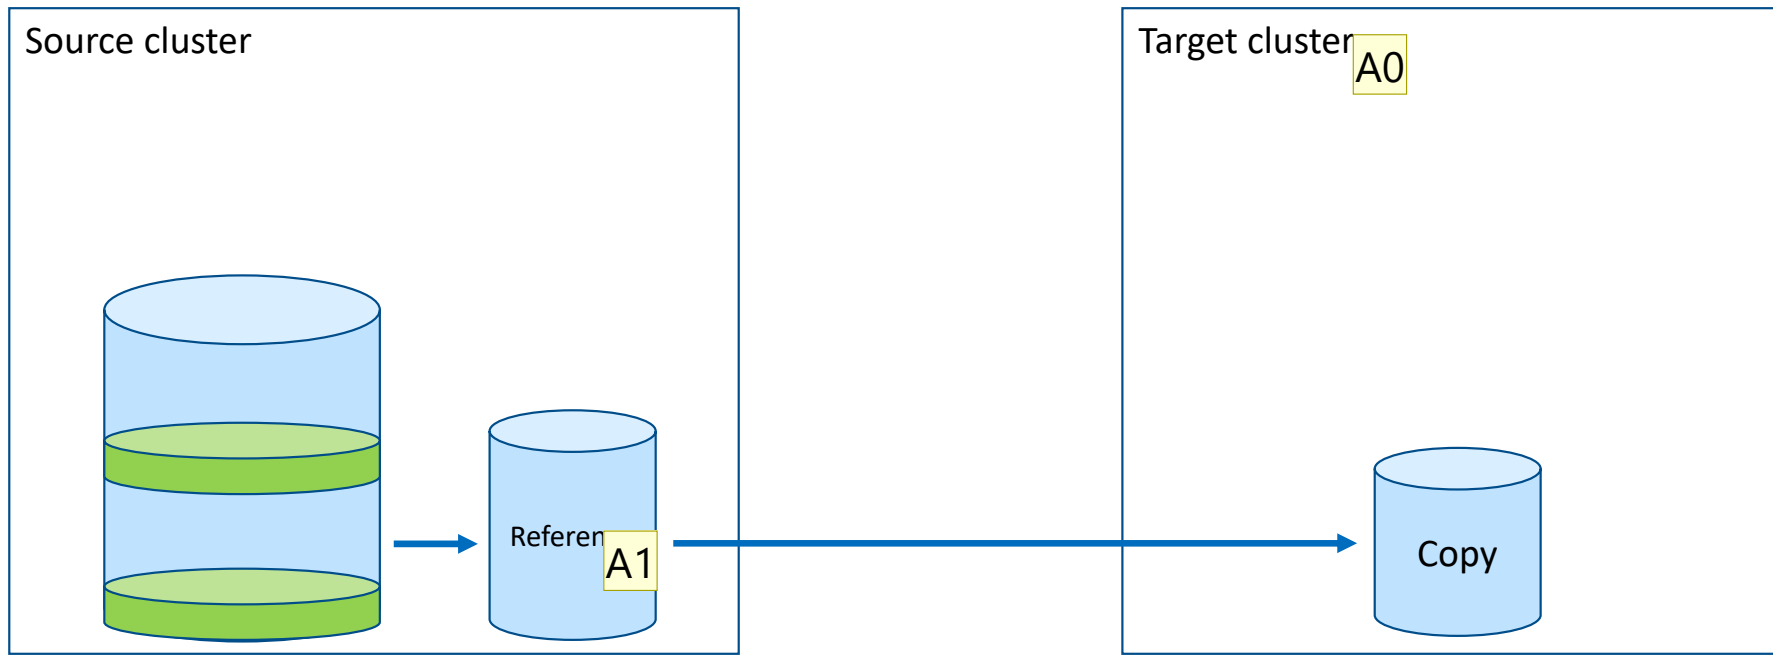 Source cluster
Target cluster
A0
Referen
A1
Copy